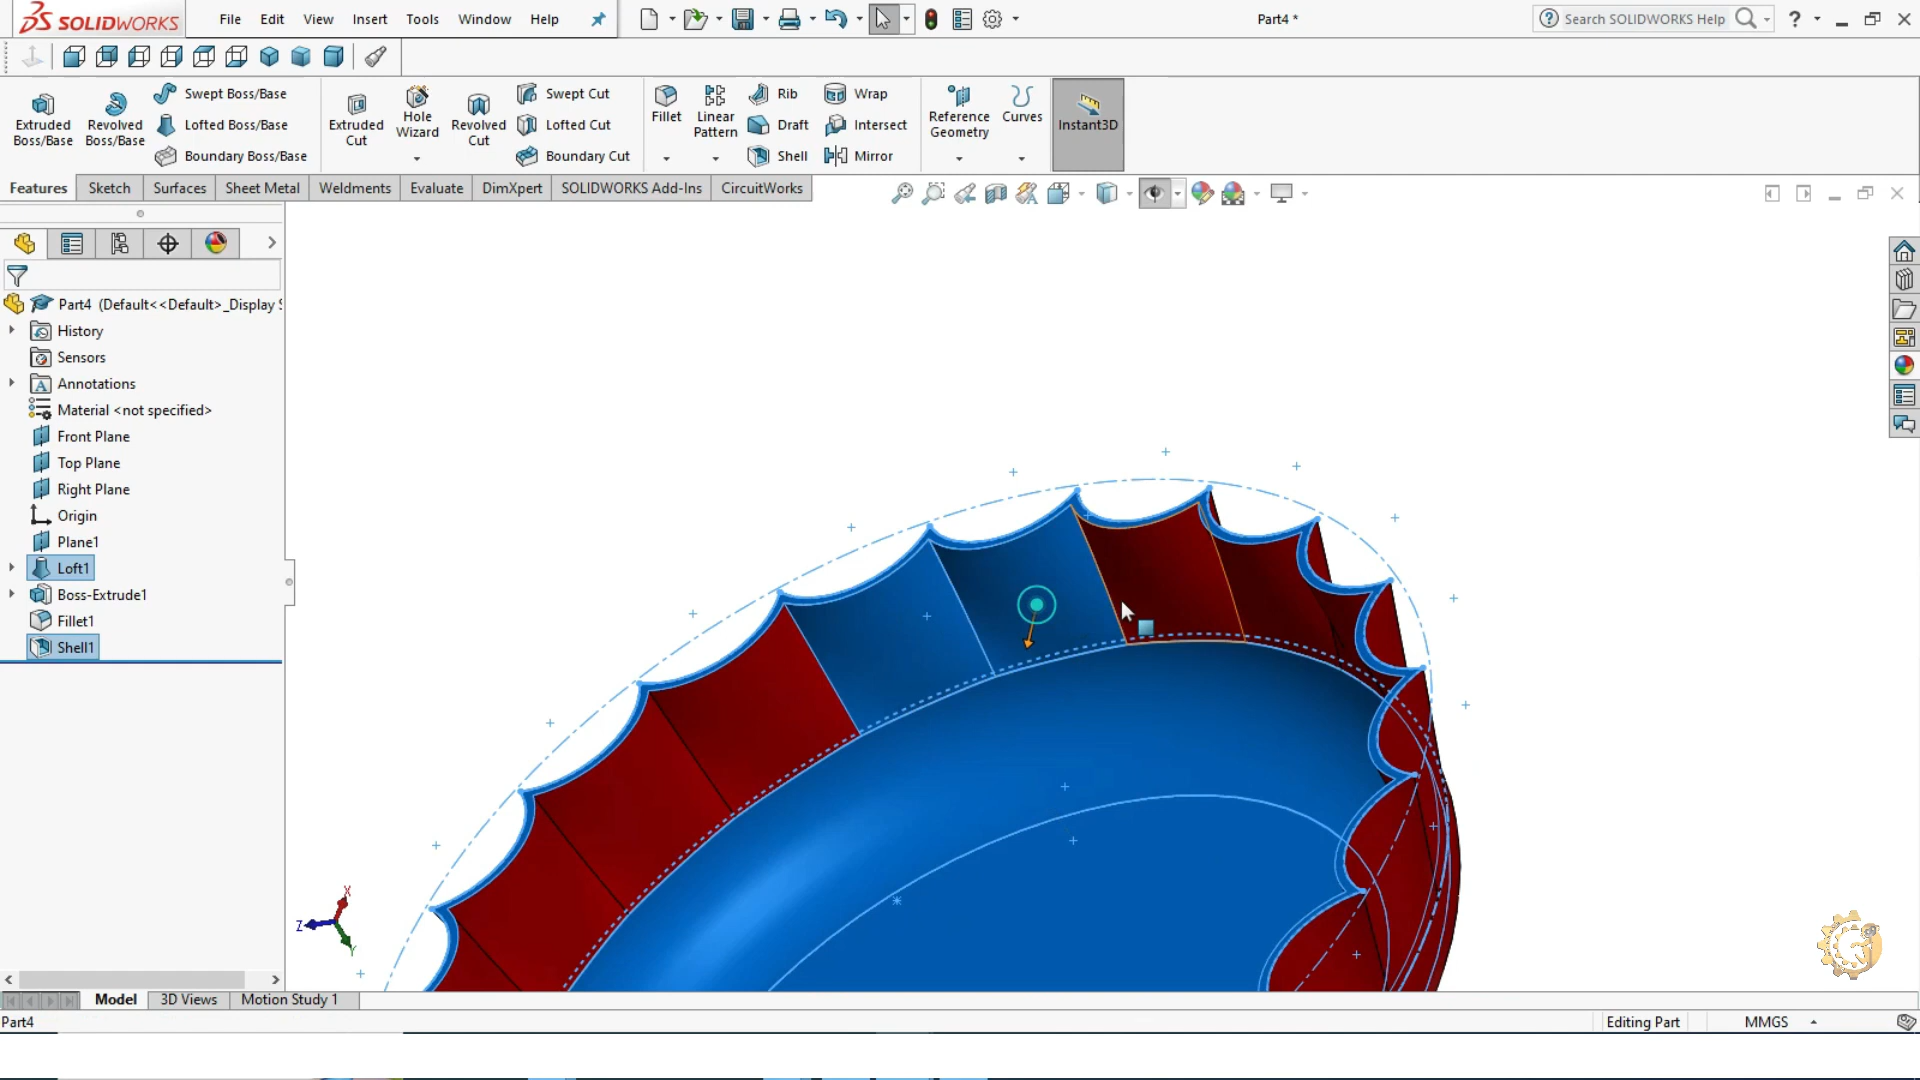 SOLIDWORKS File Edit View Insert Tools Window Help Part4 * Search SOLIDWORKS Help ?
Extruded Boss/Base
Revolved Boss/Base
Swept Boss/Base
Lofted Boss/Base
Boundary Boss/Base
Extruded Cut
Hole Wizard
Revolved Cut
Swept Cut
Lofted Cut
Boundary Cut
Fillet
Linear Pattern
Rib
Draft
Shell
Wrap
Intersect
Mirror
Reference Geometry
Curves
Instant3D
Features Sketch Surfaces Sheet Metal Weldments Evaluate DimXpert SOLIDWORKS Add-Ins CircuitWorks
Part4 (Default<<Default>_Display S
History
Sensors
Annotations
Material <not specified>
Front Plane
Top Plane
Right Plane
Origin
Plane1
Loft1
Boss-Extrude1
Fillet1
Shell1
X
Z
Y
Model 3D Views Motion Study 1
Part4 Editing Part MMGS